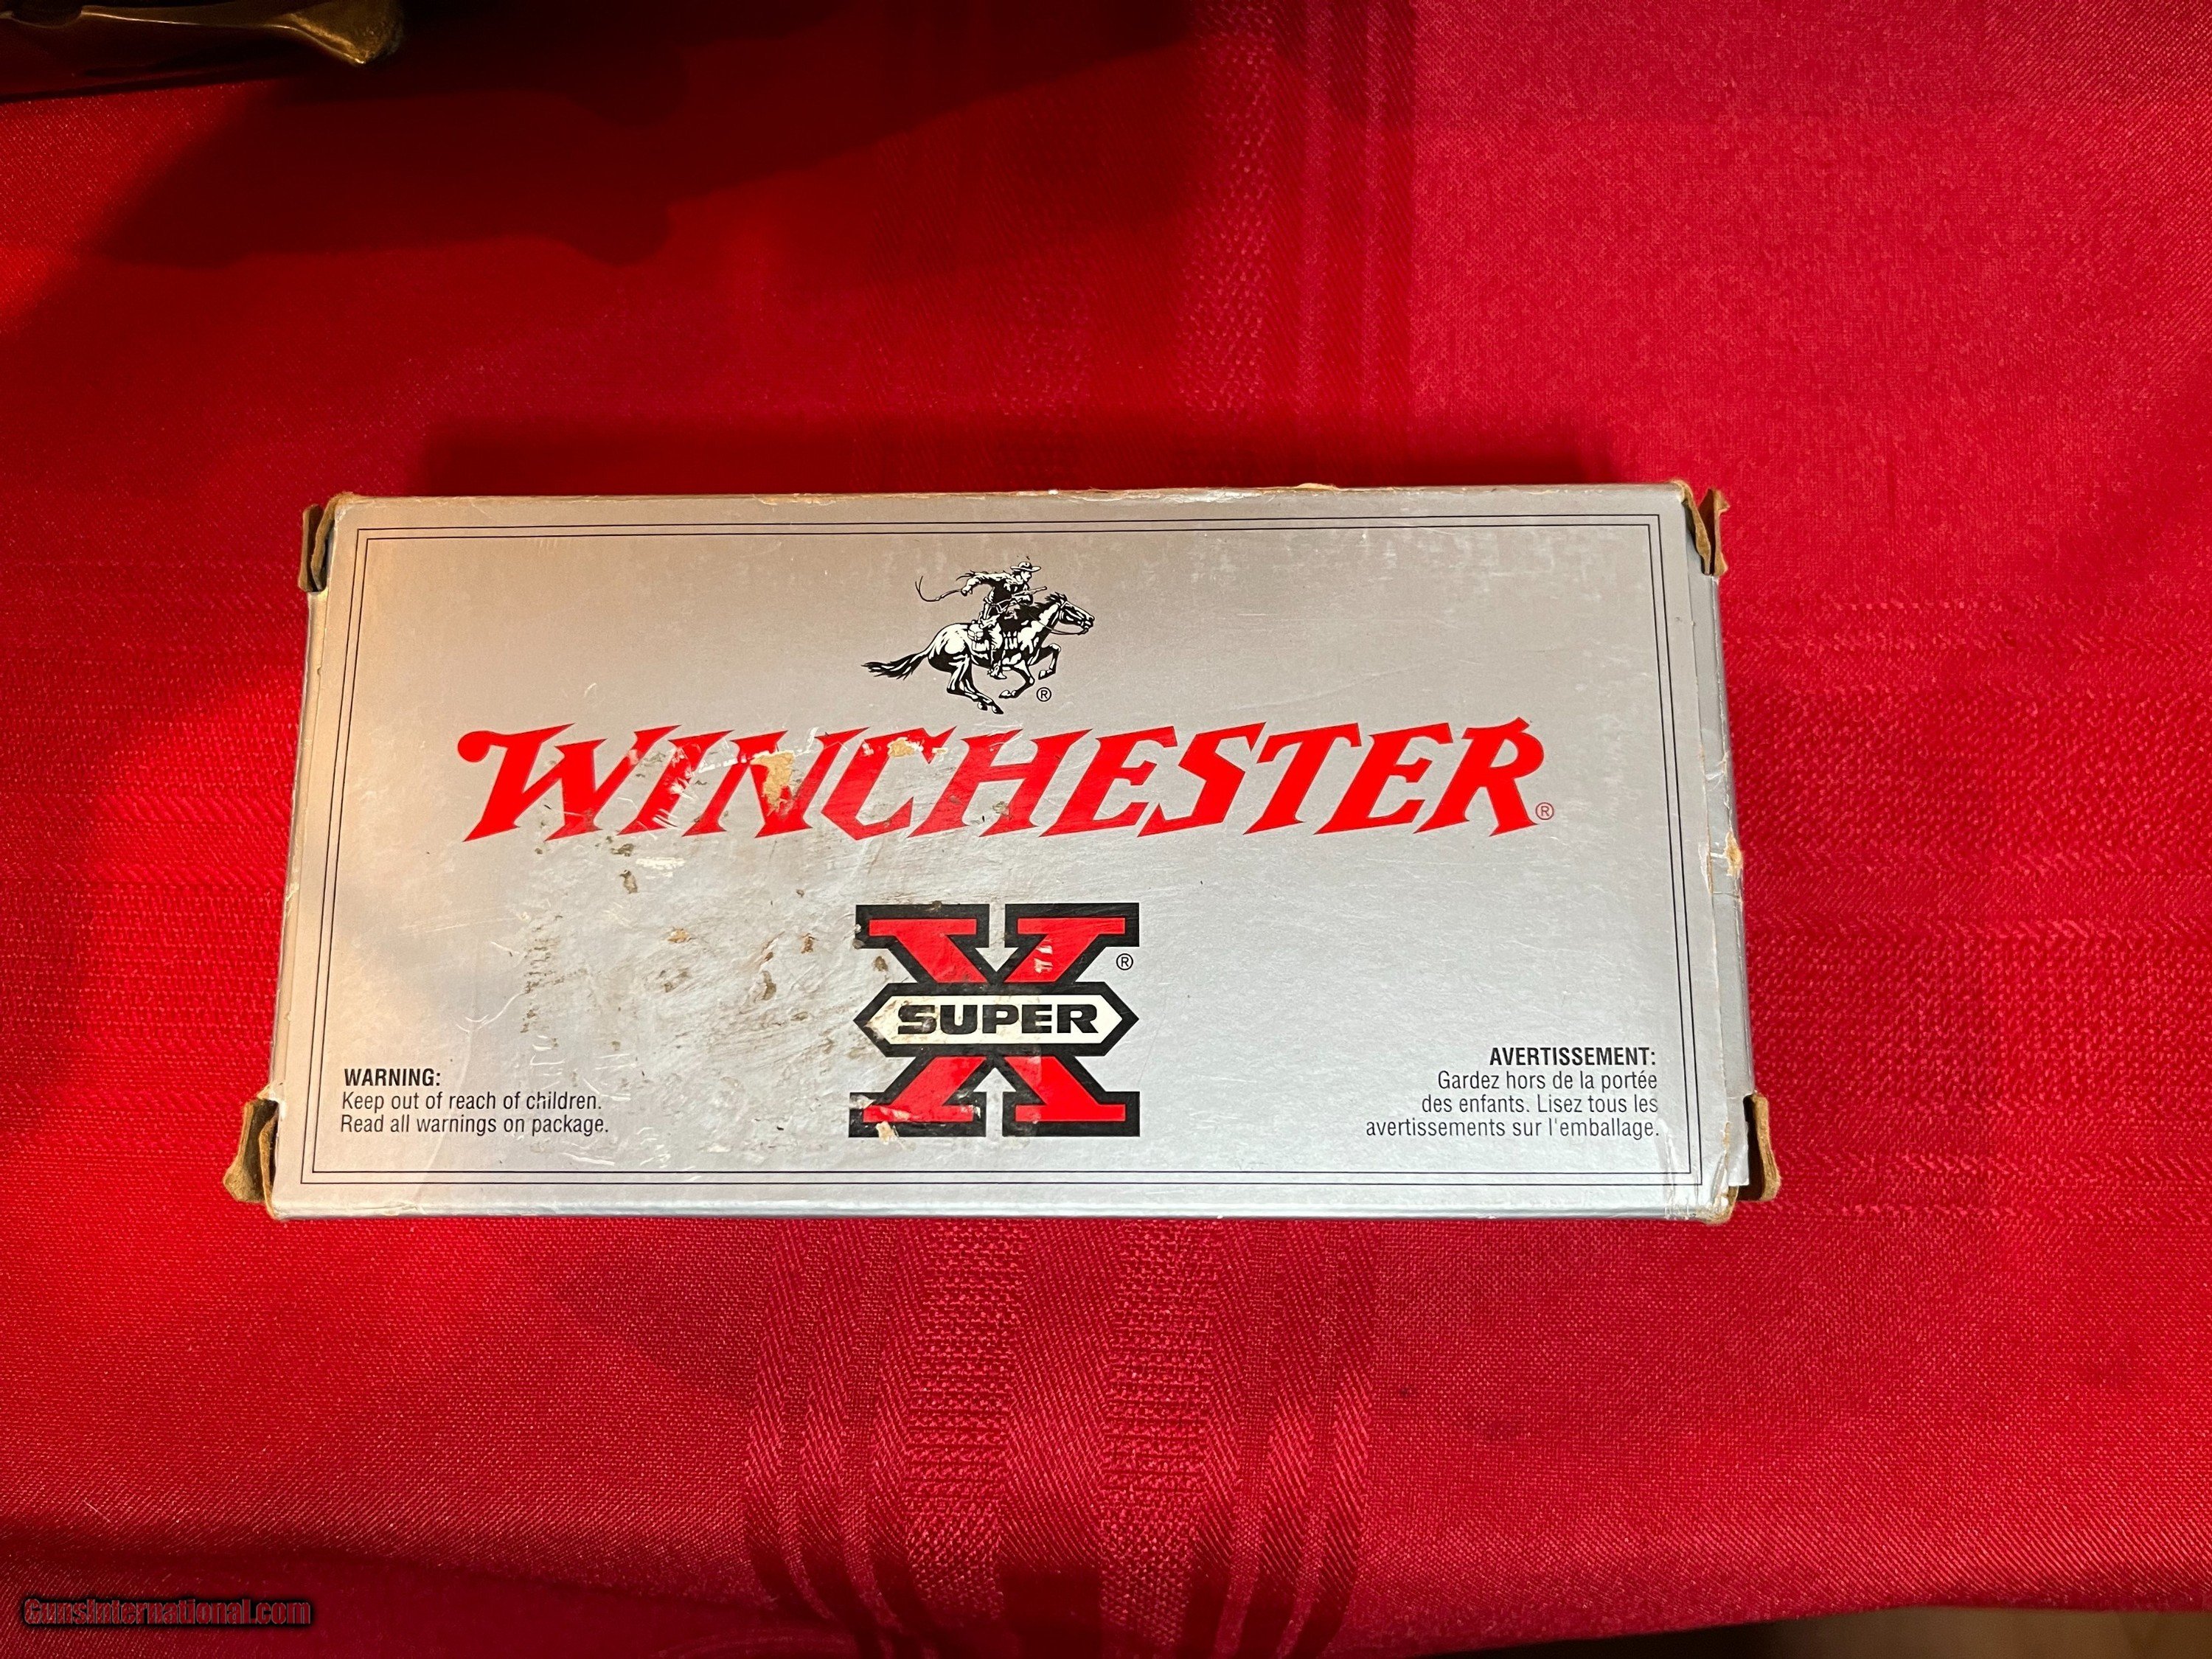 ®
WINCHESTER®
X®
SUPER
WARNING:
Keep out of reach of children.
Read all warnings on package.
AVERTISSEMENT:
Gardez hors de la portée
des enfants. Lisez tous les
avertissements sur l'emballage.
GunsInternational.com